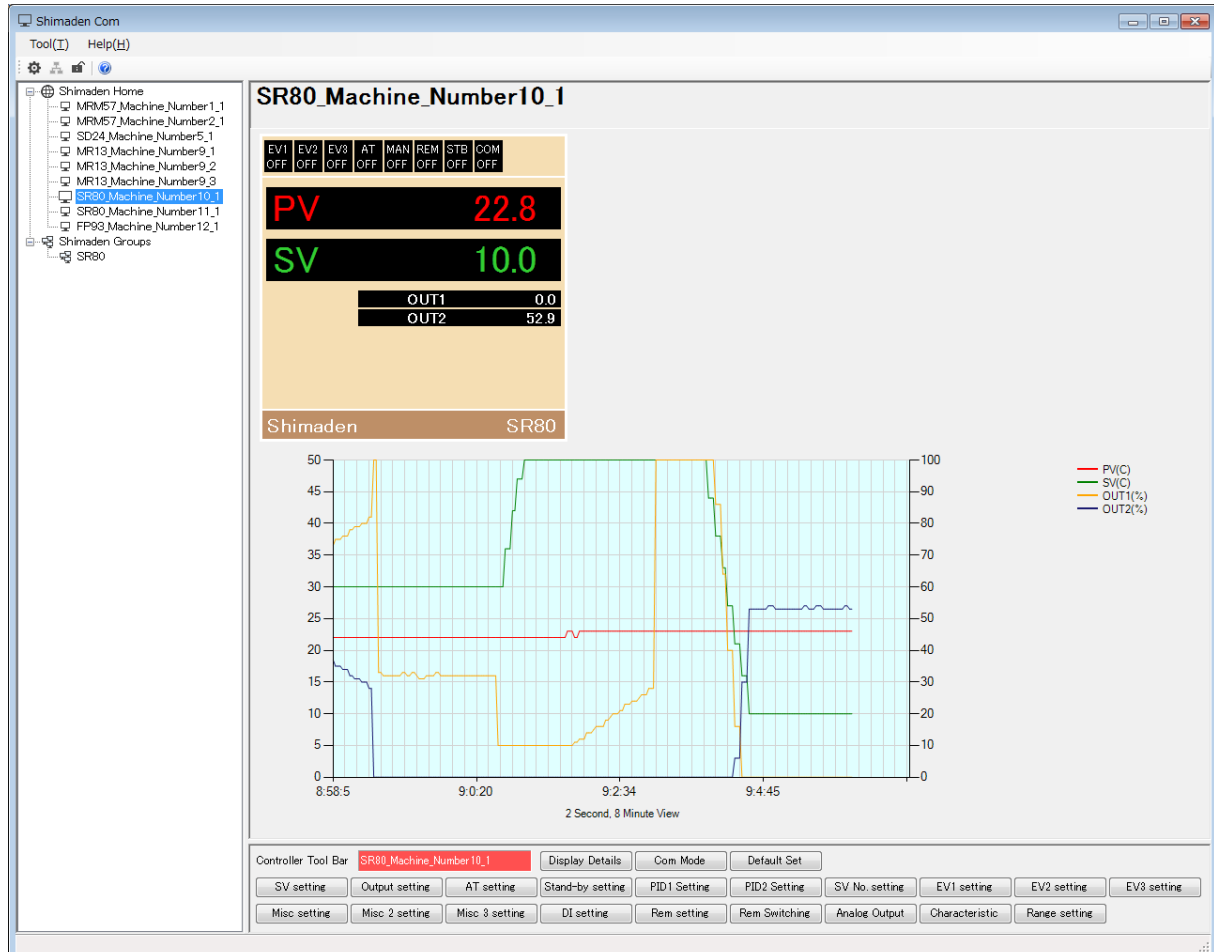 Shimaden Com
Tool(T) Help(H)
Shimaden Home
MRM57_Machine_Number1_1
MRM57_Machine_Number2_1
SD24_Machine_Number5_1
MR13_Machine_Number9_1
MR13_Machine_Number9_2
MR13_Machine_Number9_3
SR80_Machine_Number10_1
SR80_Machine_Number11_1
FP93_Machine_Number12_1
Shimaden Groups
SR80
SR80_Machine_Number10_1
EV1 EV2 EV3 AT MAN REM STB COM
OFF OFF OFF OFF OFF OFF OFF OFF
PV 22.8
SV 10.0
OUT1 0.0
OUT2 52.9
Shimaden SR80
50 100
45 90
40 80
35 70
30 60
25 50
20 40
15 30
10 20
5 10
0 0
8:58:5 9:0:20 9:2:34 9:4:45
2 Second, 8 Minute View
PV(C)
SV(C)
OUT1(%)
OUT2(%)
Controller Tool Bar SR80_Machine_Number10_1 Display Details Com Mode Default Set
SV setting Output setting AT setting Stand-by setting PID1 Setting PID2 Setting SV No. setting EV1 setting EV2 setting EV3 setting
Misc setting Misc 2 setting Misc 3 setting DI setting Rem setting Rem Switching Analog Output Characteristic Range setting